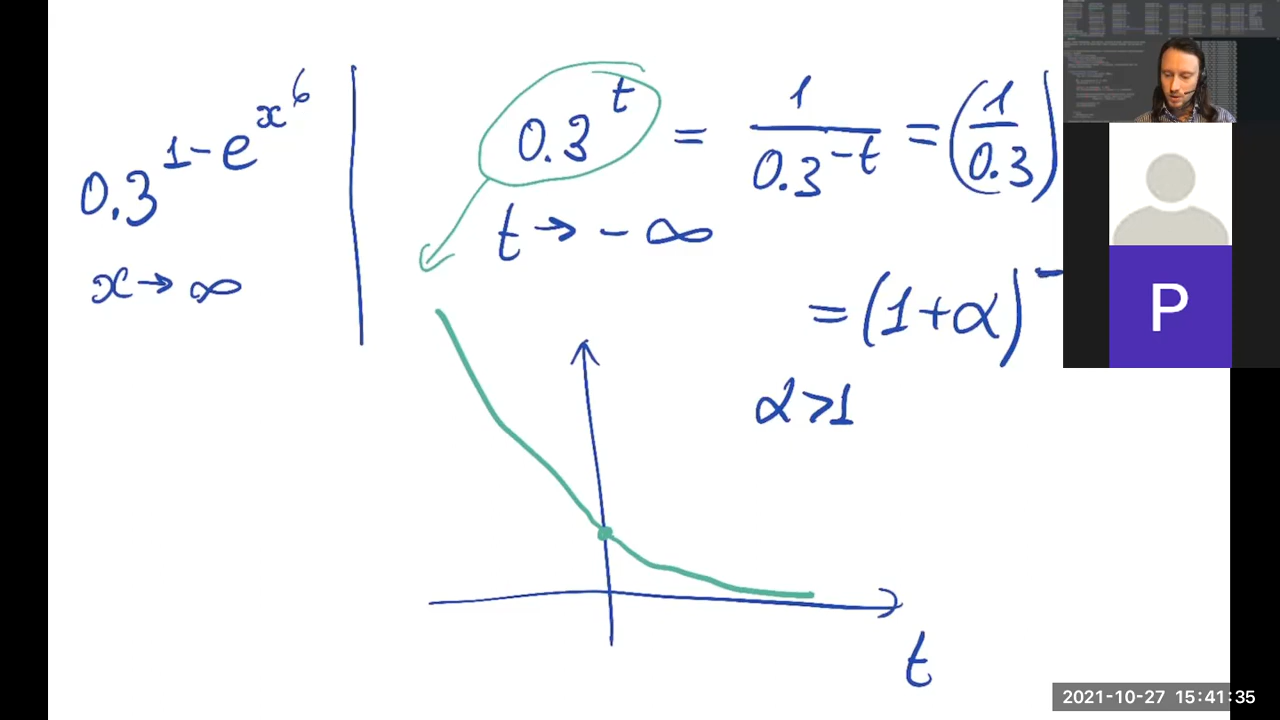 0.3^{1-e^{x^6}}
x → ∞
0.3^t = 1/0.3^{-t} = (1/0.3)
t → - ∞
= (1+α)^-
α>1
t
P
2021-10-27 15:41:35